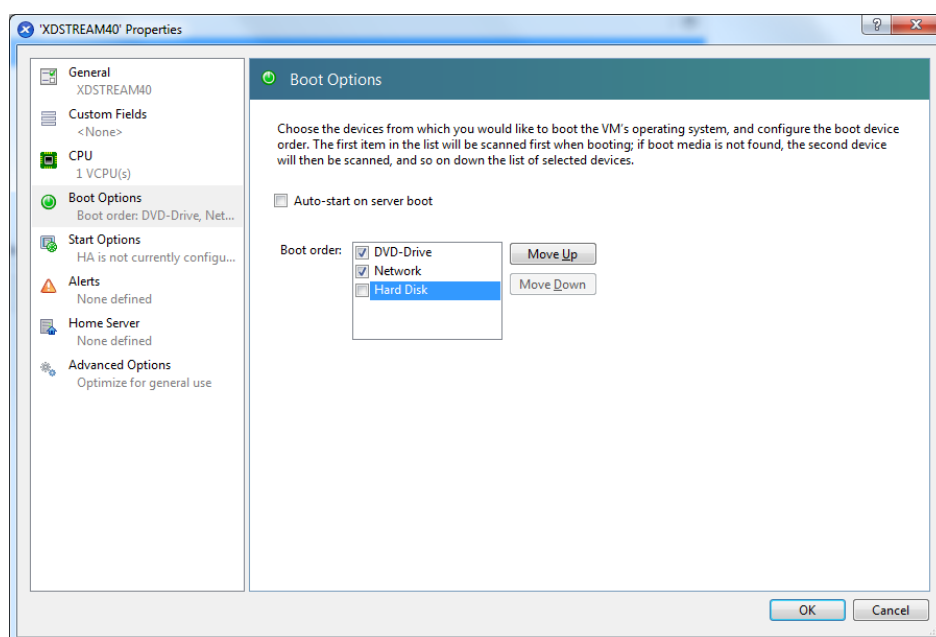 'XDSTREAM40' Properties
General
XDSTREAM40
Custom Fields
<None>
CPU
1 VCPU(s)
Boot Options
Boot order: DVD-Drive, Net...
Start Options
HA is not currently configu...
Alerts
None defined
Home Server
None defined
Advanced Options
Optimize for general use
Boot Options
Choose the devices from which you would like to boot the VM's operating system, and configure the boot device
order. The first item in the list will be scanned first when booting; if boot media is not found, the second device
will then be scanned, and so on down the list of selected devices.
Auto-start on server boot
Boot order:
DVD-Drive
Network
Hard Disk
Move Up
Move Down
OK
Cancel